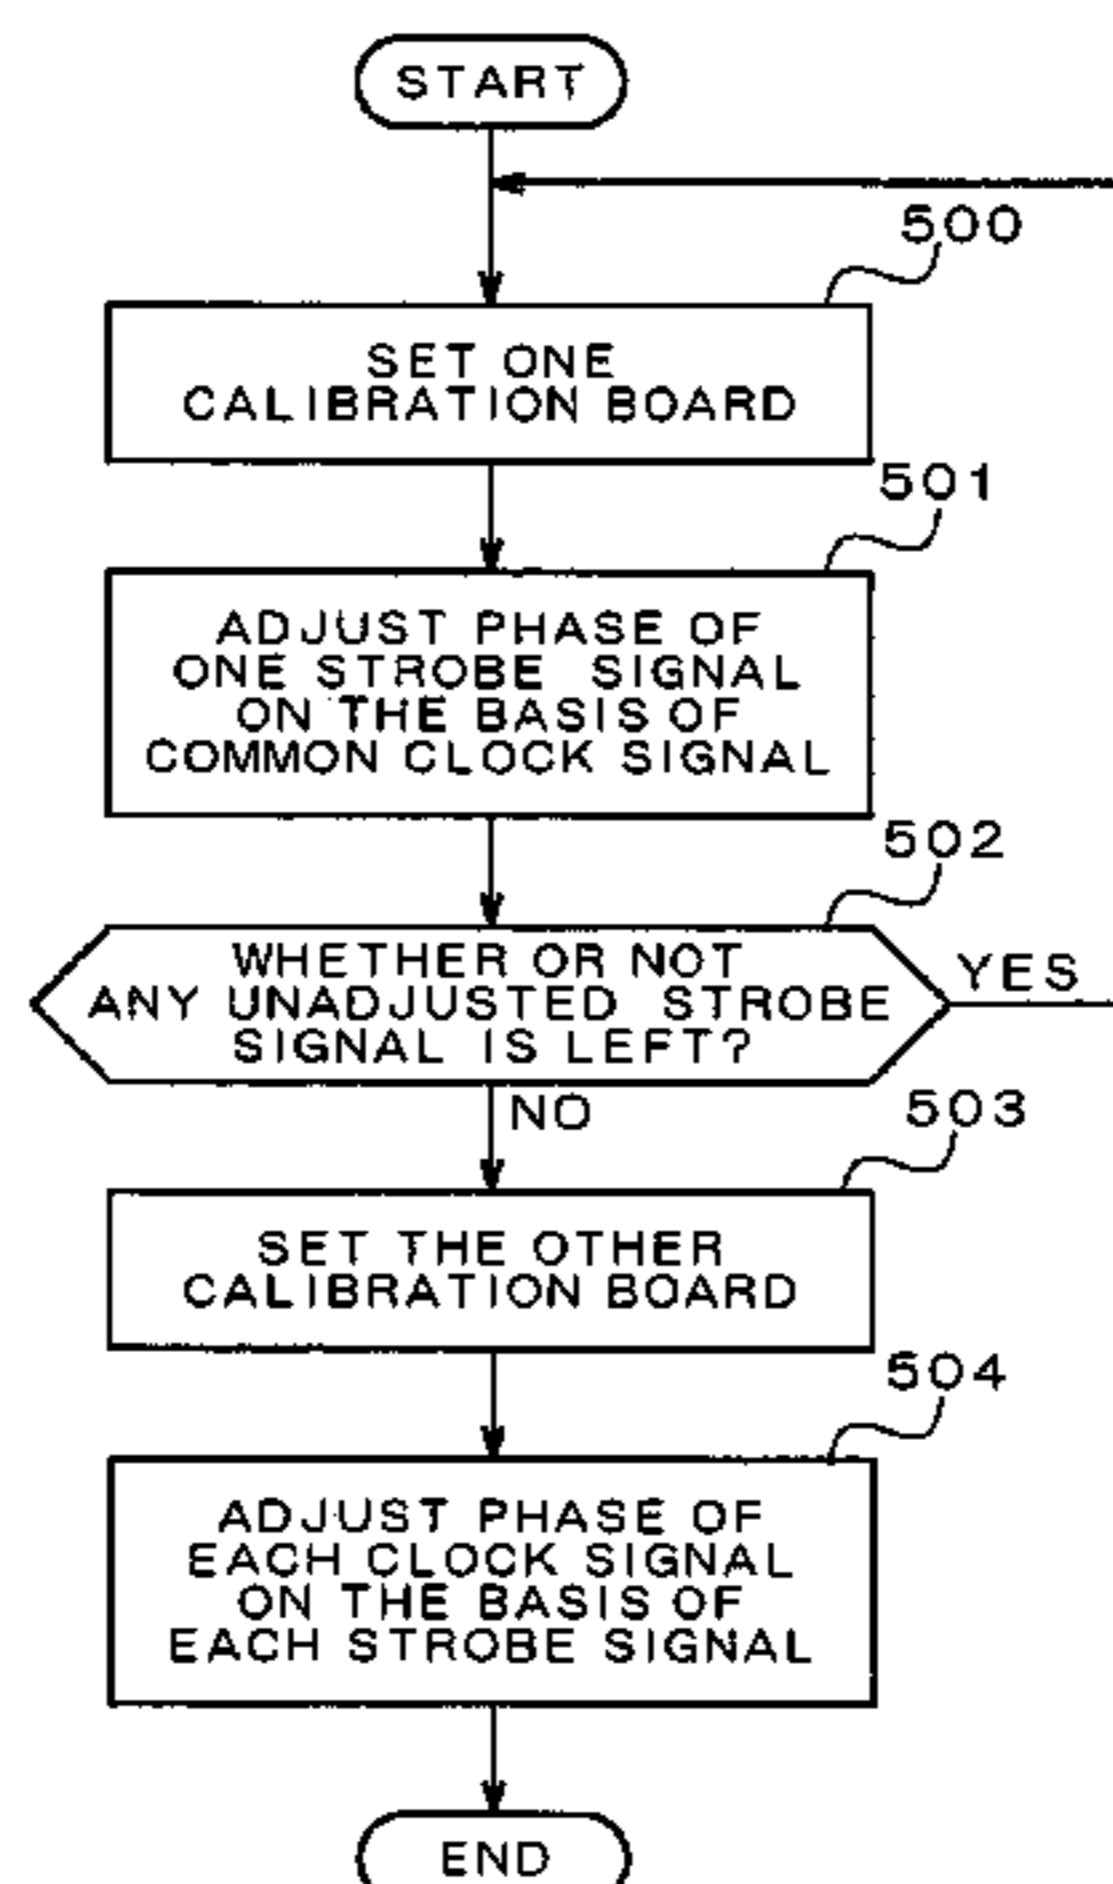 START
500
SET ONE
CALIBRATION BOARD
501
ADJUST PHASE OF
ONE STROBE SIGNAL
ON THE BASIS OF
COMMON CLOCK SIGNAL
502
WHETHER OR NOT
ANY UNADJUSTED STROBE
SIGNAL IS LEFT?
YES
NO
503
SET THE OTHER
CALIBRATION BOARD
504
ADJUST PHASE OF
EACH CLOCK SIGNAL
ON THE BASIS OF
EACH STROBE SIGNAL
END